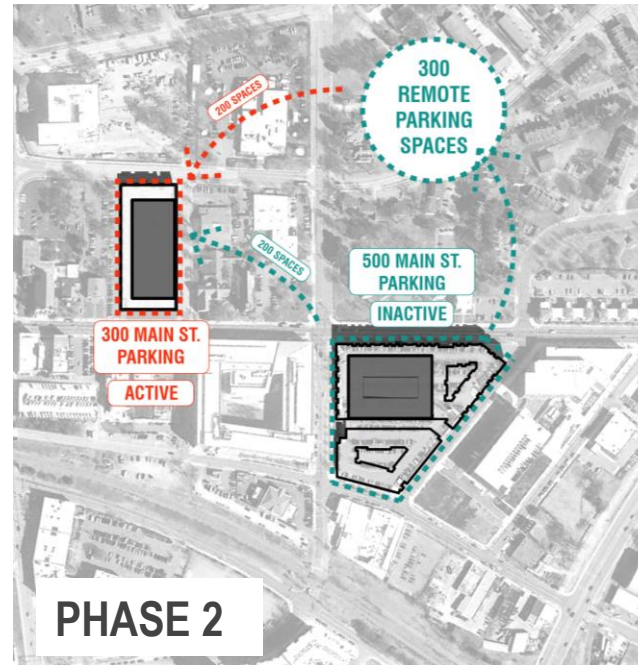 300
REMOTE
PARKING
SPACES
200 SPACES
200 SPACES
500 MAIN ST.
PARKING
INACTIVE
300 MAIN ST.
PARKING
ACTIVE
PHASE 2